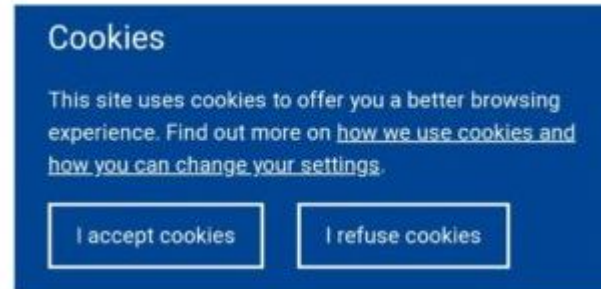 Cookies
This site uses cookies to offer you a better browsing
experience. Find out more on how we use cookies and
how you can change your settings.
I accept cookies
I refuse cookies